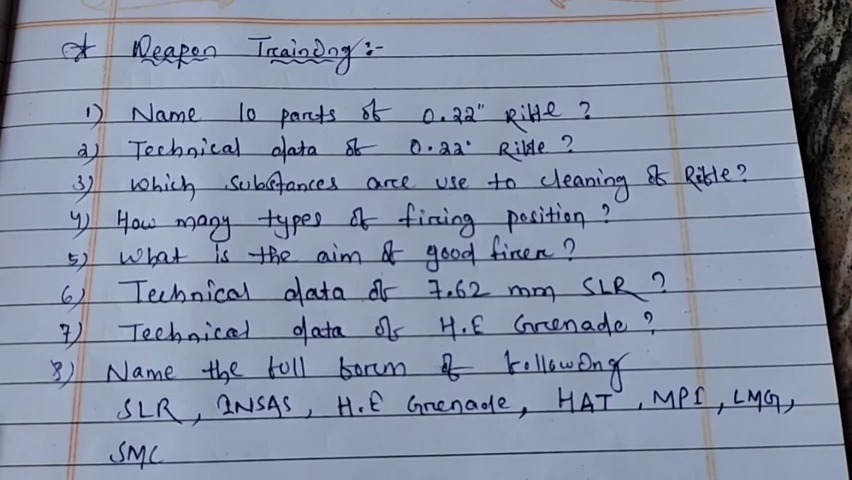 * Weapon Training :-
1) Name 10 parts of 0.22" Rifle ?
2) Technical data of 0.22" Rifle ?
3) Which substances are use to cleaning of Rifle ?
4) How many types of firing position ?
5) What is the aim of good firer ?
6) Technical data of 7.62 mm SLR ?
7) Technical data of H.E Grenade ?
8) Name the full form of following
SLR, INSAS, H.E Grenade, HAT, MPI, LMG,
SMC